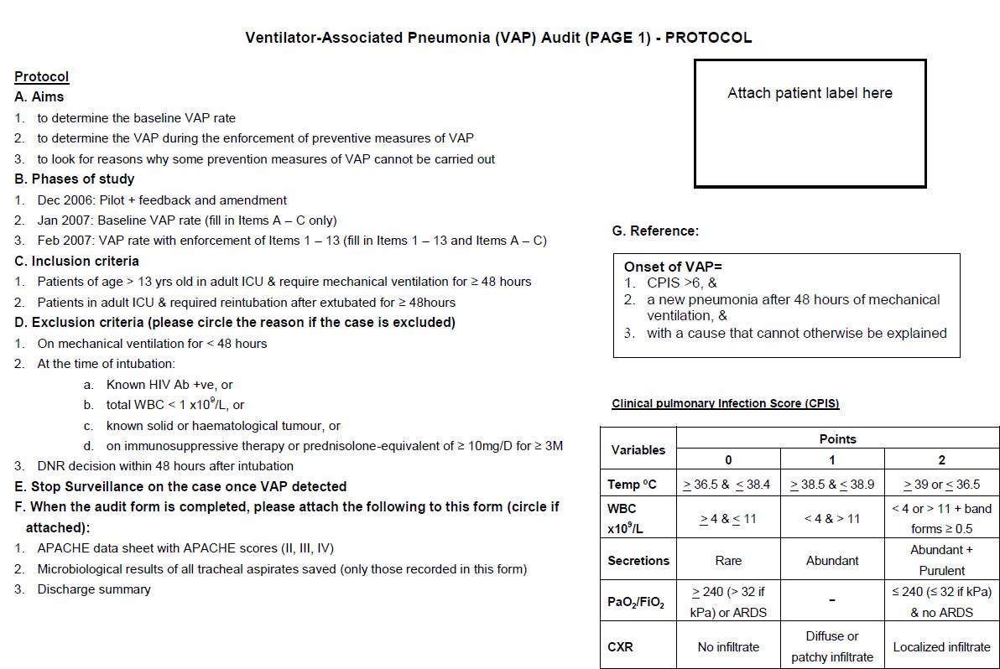 Ventilator-Associated Pneumonia (VAP) Audit (PAGE 1) - PROTOCOL
Protocol
A. Aims
1. to determine the baseline VAP rate
2. to determine the VAP during the enforcement of preventive measures of VAP
3. to look for reasons why some prevention measures of VAP cannot be carried out
B. Phases of study
1. Dec 2006: Pilot + feedback and amendment
2. Jan 2007: Baseline VAP rate (fill in Items A – C only)
3. Feb 2007: VAP rate with enforcement of Items 1 – 13 (fill in Items 1 – 13 and Items A – C)
C. Inclusion criteria
1. Patients of age > 13 yrs old in adult ICU & require mechanical ventilation for ≥ 48 hours
2. Patients in adult ICU & required reintubation after extubated for ≥ 48hours
D. Exclusion criteria (please circle the reason if the case is excluded)
1. On mechanical ventilation for < 48 hours
2. At the time of intubation:
a. Known HIV Ab +ve, or
b. total WBC < 1 x10⁹/L, or
c. known solid or haematological tumour, or
d. on immunosuppressive therapy or prednisolone-equivalent of ≥ 10mg/D for ≥ 3M
3. DNR decision within 48 hours after intubation
E. Stop Surveillance on the case once VAP detected
F. When the audit form is completed, please attach the following to this form (circle if
attached):
1. APACHE data sheet with APACHE scores (II, III, IV)
2. Microbiological results of all tracheal aspirates saved (only those recorded in this form)
3. Discharge summary
Attach patient label here
G. Reference:
Onset of VAP=
1. CPIS >6, &
2. a new pneumonia after 48 hours of mechanical
ventilation, &
3. with a cause that cannot otherwise be explained
Clinical pulmonary Infection Score (CPIS)
Variables Points
0 1 2
Temp ºC ≥ 36.5 & ≤ 38.4 ≥ 38.5 & ≤ 38.9 ≥ 39 or ≤ 36.5
WBC x10⁹/L ≥ 4 & ≤ 11 < 4 & > 11 < 4 or > 11 + band forms ≥ 0.5
Secretions Rare Abundant Abundant + Purulent
PaO₂/FiO₂ ≥ 240 (> 32 if kPa) or ARDS – ≤ 240 (≤ 32 if kPa) & no ARDS
CXR No infiltrate Diffuse or patchy infiltrate Localized infiltrate